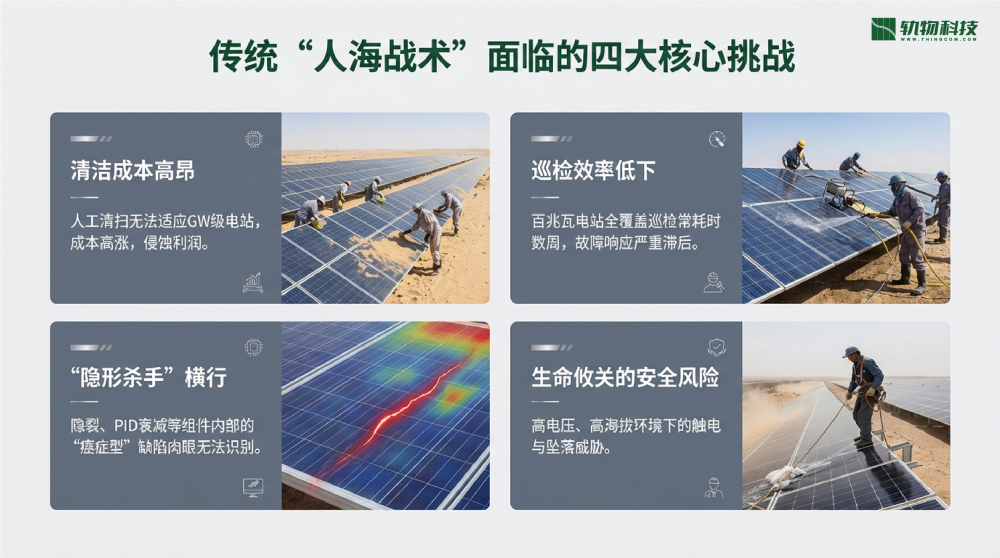 轨物科技
WWW.THINGCOM.COM
传统“人海战术”面临的四大核心挑战
清洁成本高昂
人工清扫无法适应GW级电站，
成本高涨，侵蚀利润。
巡检效率低下
百兆瓦电站全覆盖巡检常耗时
数周，故障响应严重滞后。
“隐形杀手”横行
隐裂、PID衰减等组件内部的
“癌症型”缺陷肉眼无法识别。
生命攸关的安全风险
高电压、高海拔环境下的触电
与坠落威胁。